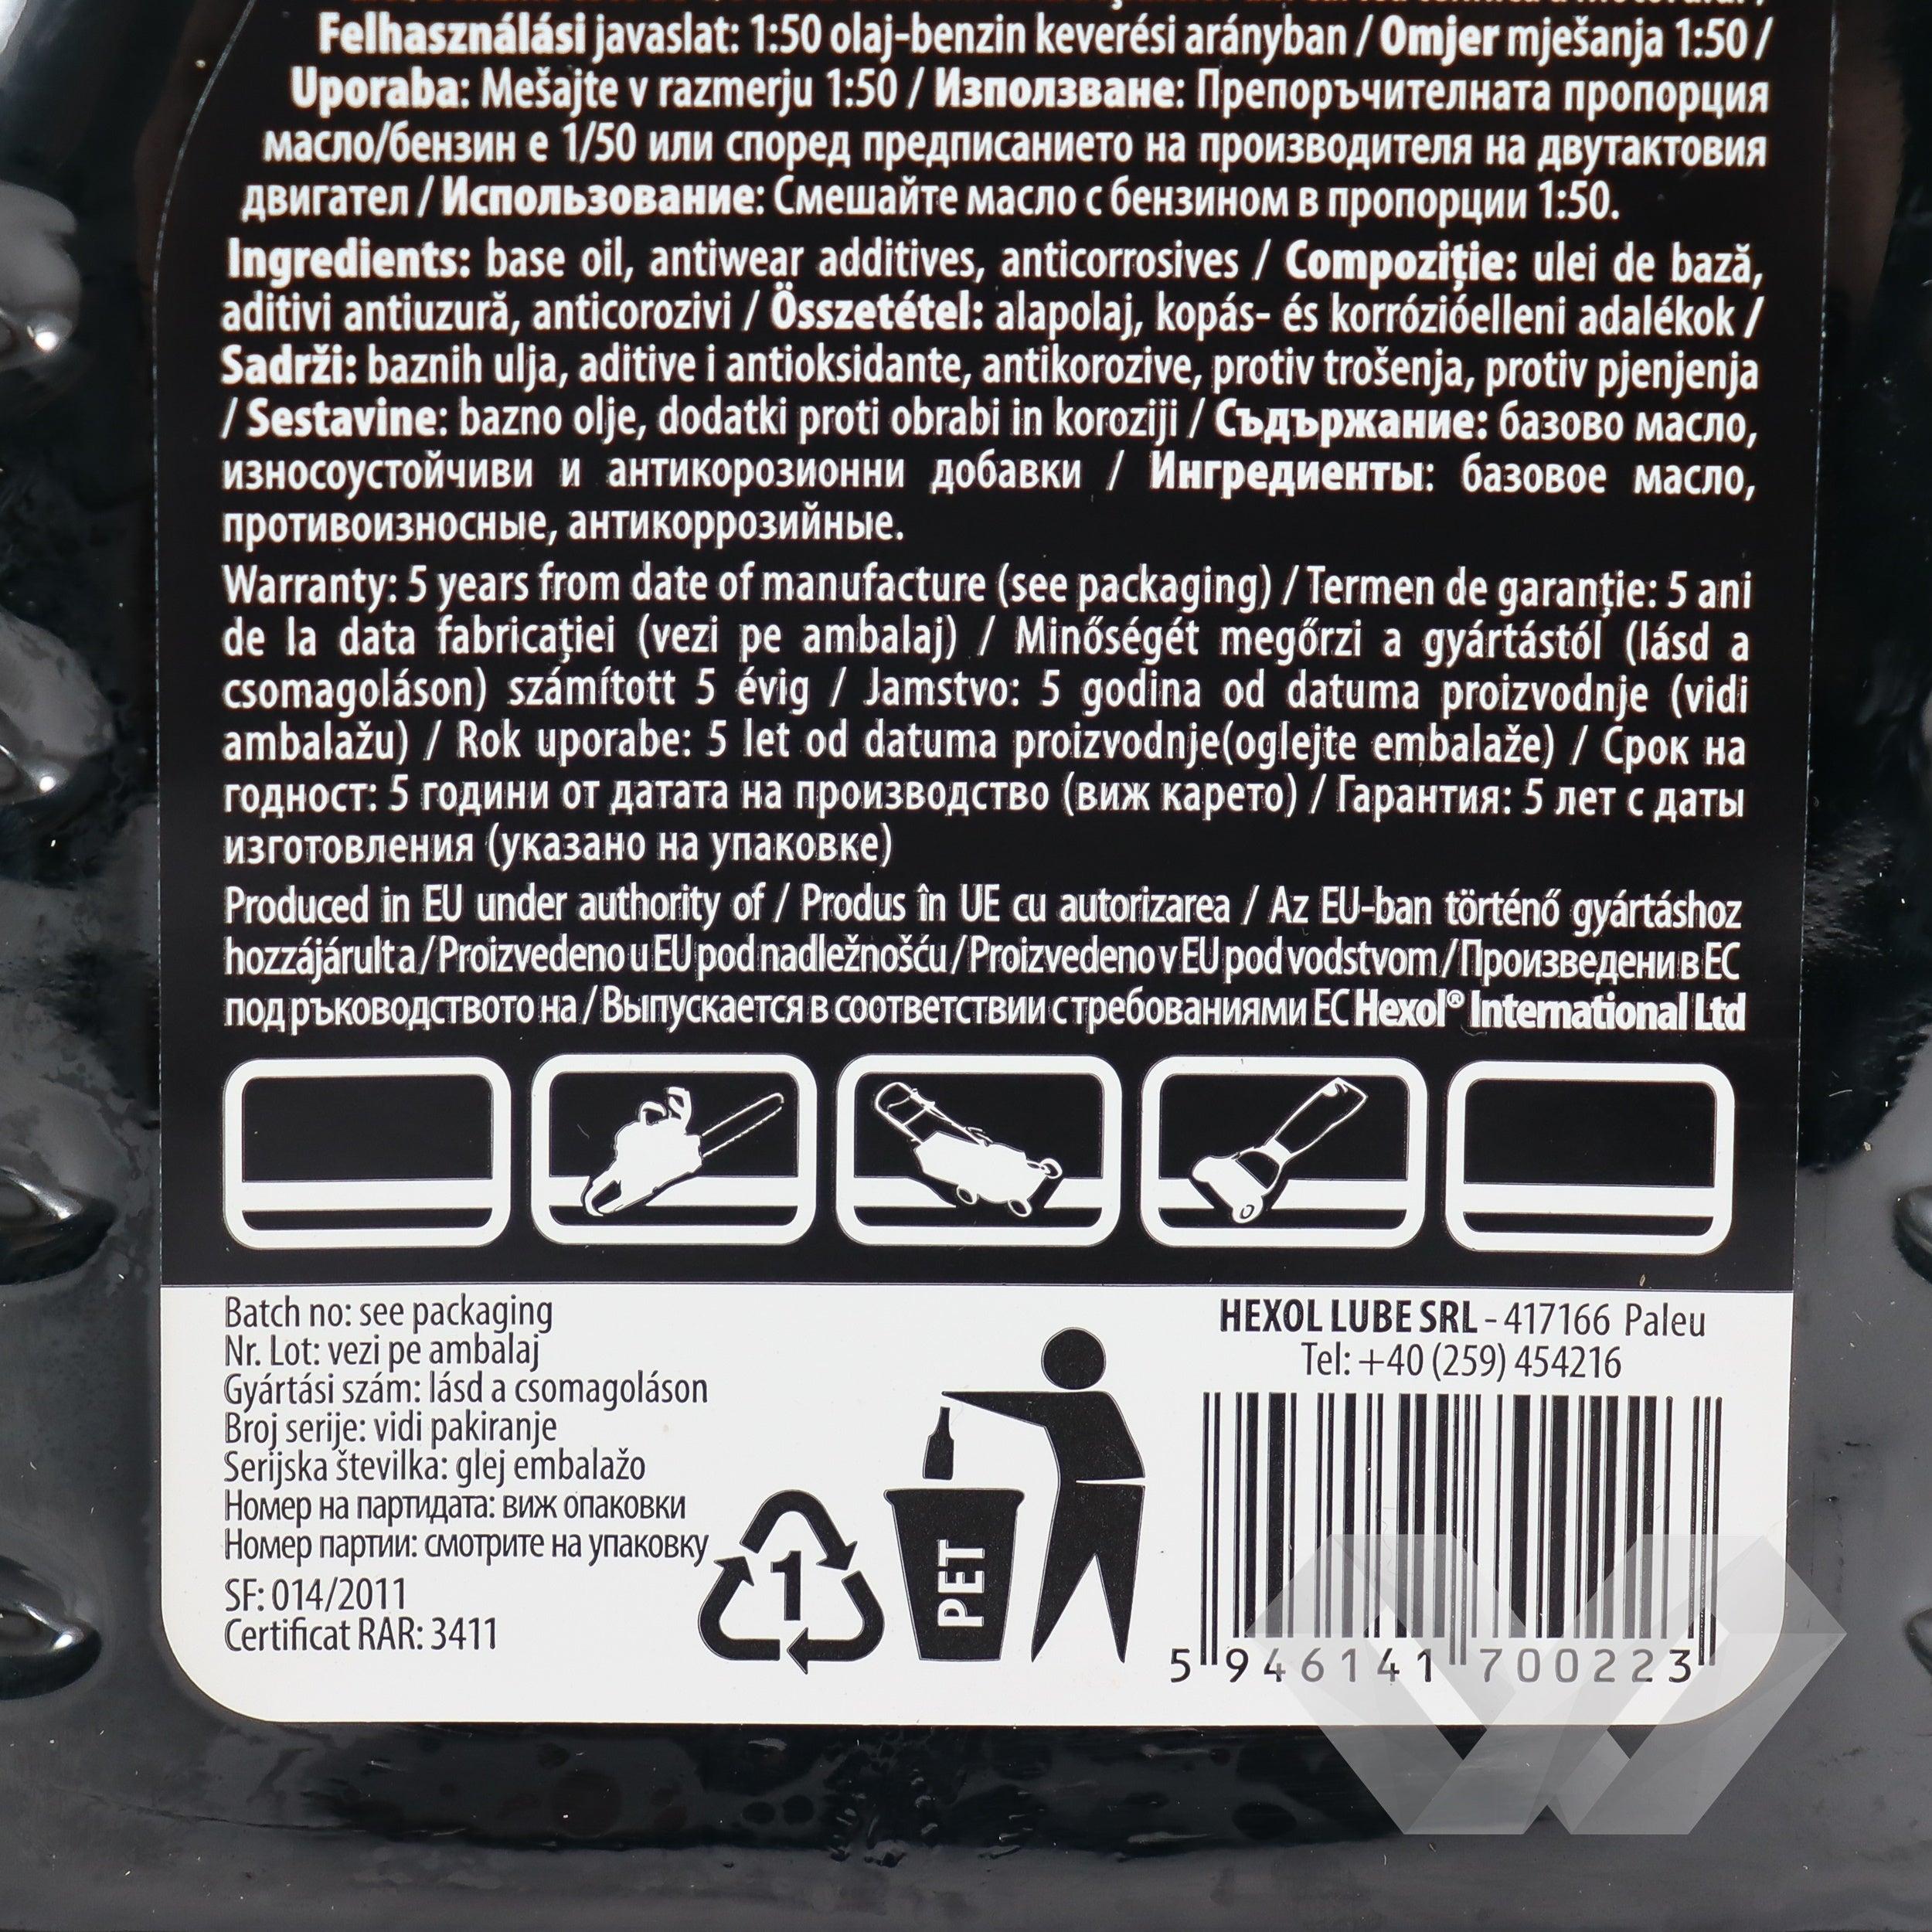 Felhasználási javaslat: 1:50 olaj-benzin keverési arányban / Omjer mješanja 1:50 /
Uporaba: Mešajte v razmerju 1:50 / Използване: Препоръчителната пропорция
масло/бензин е 1/50 или според предписанието на производителя на двутактовия
двигател / Использование: Смешайте масло с бензином в пропорции 1:50.
Ingredients: base oil, antiwear additives, anticorrosives / Compoziție: ulei de bază,
aditivi antiuzură, anticorozivi / Összetétel: alapolaj, kopás- és korrózióelleni adalékok /
Sadrži: baznih ulja, aditive i antioksidante, antikorozive, protiv trošenja, protiv pjenjenja
/ Sestavine: bazno olje, dodatki proti obrabi in koroziji / Съдържание: базово масло,
износоустойчиви и антикорозионни добавки / Ингредиенты: базовое масло,
противоизносные, антикоррозийные.
Warranty: 5 years from date of manufacture (see packaging) / Termen de garanție: 5 ani
de la data fabricației (vezi pe ambalaj) / Minőségét megőrzi a gyártástól (lásd a
csomagoláson) számított 5 évig / Jamstvo: 5 godina od datuma proizvodnje (vidi
ambalažu) / Rok uporabe: 5 let od datuma proizvodnje(oglejte embalaže) / Срок на
годност: 5 години от датата на производство (виж карето) / Гарантия: 5 лет с даты
изготовления (указано на упаковке)
Produced in EU under authority of / Produs în UE cu autorizarea / Az EU-ban történő gyártáshoz
hozzájárult a / Proizvedeno u EU pod nadležnošću / Proizvedeno v EU pod vodstvom / Произведени в ЕС
под ръководството на / Выпускается в соответствии с требованиями ЕС Hexol® International Ltd
Batch no: see packaging
Nr. Lot: vezi pe ambalaj
Gyártási szám: lásd a csomagoláson
Broj serije: vidi pakiranje
Serijska številka: glej embalažo
Номер на партидата: виж опаковки
Номер партии: смотрите на упаковку
SF: 014/2011
Certificat RAR: 3411
1
PET
HEXOL LUBE SRL - 417166 Paleu
Tel: +40 (259) 454216
5 946141 700223